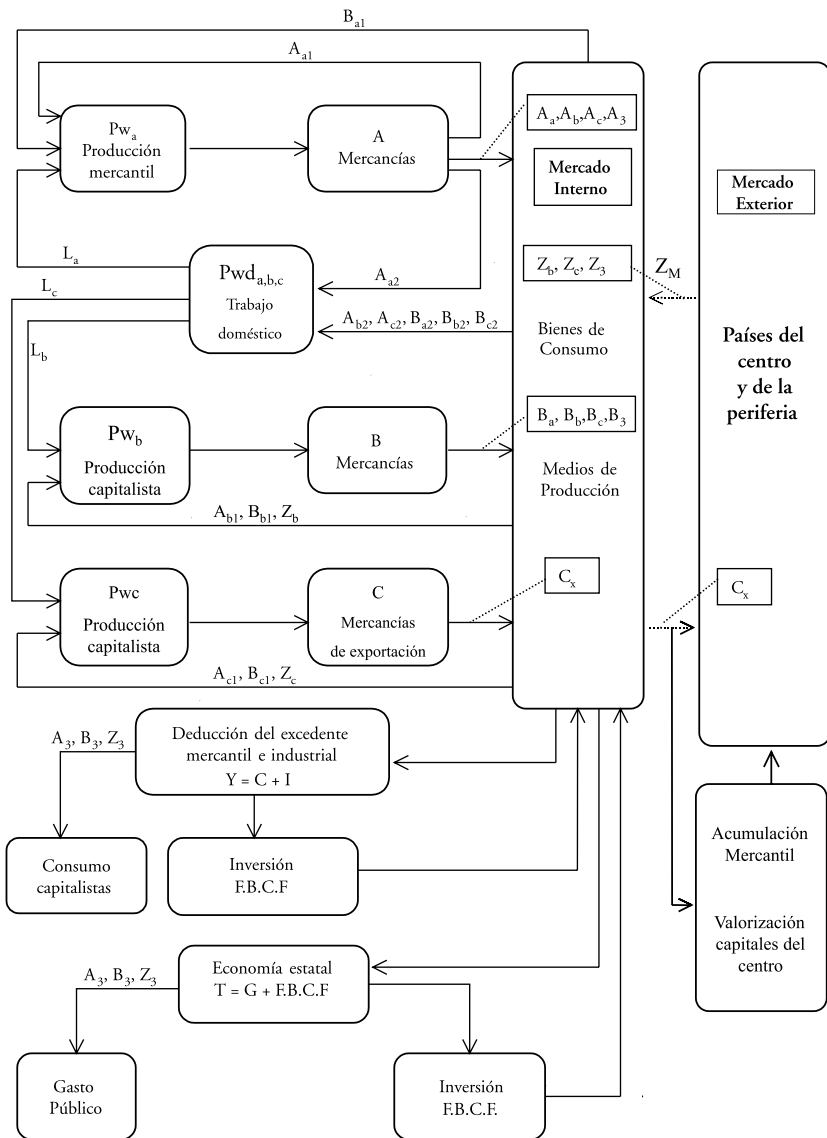 B_a1
A_a1
Pw_a
Producción
mercantil
A
Mercancías
A_a, A_b, A_c, A_3
Mercado
Interno
Mercado
Exterior
L_a
L_c
Pwd_a,b,c
Trabajo
doméstico
A_a2
Z_b, Z_c, Z_3
Z_M
A_b2, A_c2, B_a2, B_b2, B_c2
Bienes de
Consumo
Países del
centro
y de la
periferia
L_b
Pw_b
Producción
capitalista
B
Mercancías
B_a, B_b, B_c, B_3
Medios de
Producción
A_b1, B_b1, Z_b
Pwc
Producción
capitalista
C
Mercancías
de exportación
C_x
C_x
A_c1, B_c1, Z_c
A_3, B_3, Z_3
Deducción del excedente
mercantil e industrial
Y = C + I
Consumo
capitalistas
Inversión
F.B.C.F
Acumulación
Mercantil
Valorización
capitales del
centro
A_3, B_3, Z_3
Economía estatal
T = G + F.B.C.F
Gasto
Público
Inversión
F.B.C.F.